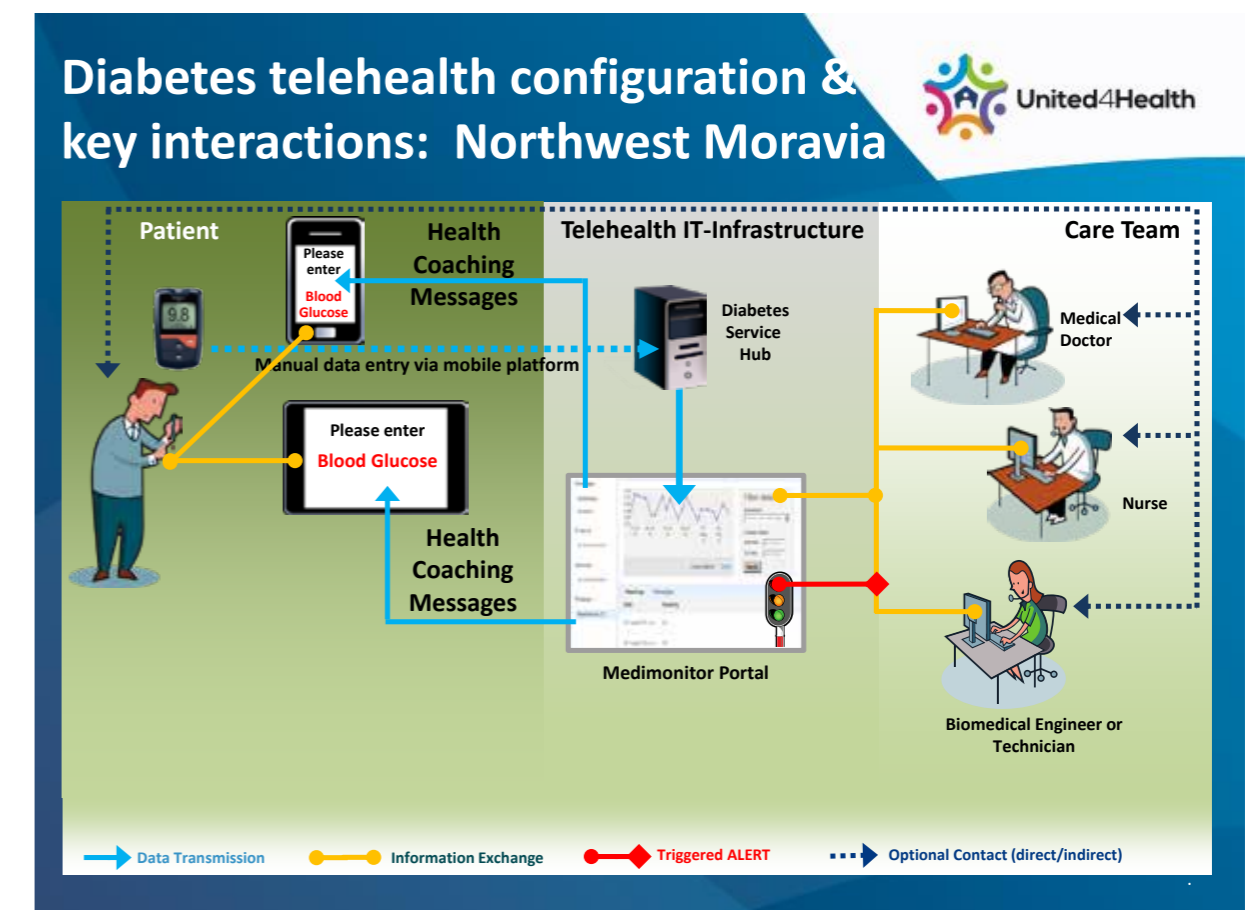 Diabetes telehealth configuration &
key interactions: Northwest Moravia
United4Health
Patient
Health
Coaching
Messages
Telehealth IT-Infrastructure
Care Team
Please
enter
Blood
Glucose
9.8
Diabetes
Service
Hub
Medical
Doctor
Manual data entry via mobile platform
Please enter
Blood Glucose
Nurse
Health
Coaching
Messages
Medimonitor Portal
Biomedical Engineer or
Technician
Data Transmission
Information Exchange
Triggered ALERT
Optional Contact (direct/indirect)